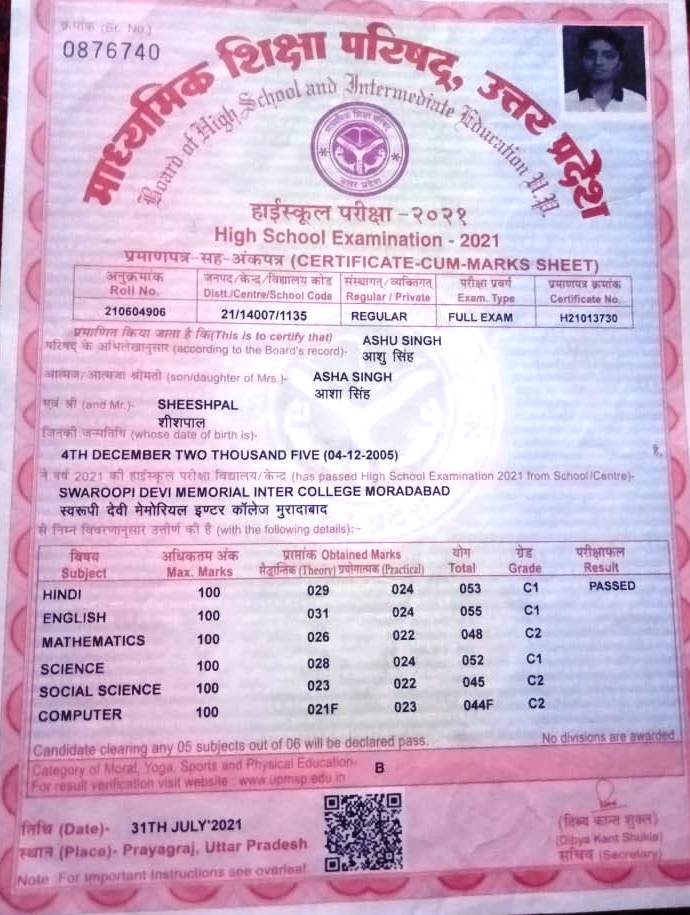 क्रमांक (Sr. No.)
0876740
माध्यमिक शिक्षा परिषद्, उत्तर प्रदेश
Board of High School and Intermediate Education U.P.
हाईस्कूल परीक्षा -२०२१
High School Examination - 2021
प्रमाणपत्र-सह-अंकपत्र (CERTIFICATE-CUM-MARKS SHEET)
अनुक्रमांक जनपद/केन्द्र/विद्यालय कोड संस्थागत/व्यक्तिगत परीक्षा प्रवर्ग प्रमाणपत्र क्रमांक
Roll No. Distt./Centre/School Code Regular / Private Exam. Type Certificate No.
210604906 21/14007/1135 REGULAR FULL EXAM H21013730
प्रमाणित किया जाता है कि(This is to certify that) ASHU SINGH
परिषद के अभिलेखानुसार (according to the Board's record)- आशु सिंह
आत्मज/आत्मजा श्रीमती (son/daughter of Mrs.)- ASHA SINGH
आशा सिंह
एवं श्री (and Mr.)- SHEESHPAL
शीशपाल
जिनकी जन्मतिथि (whose date of birth is)-
4TH DECEMBER TWO THOUSAND FIVE (04-12-2005) है,
ने वर्ष 2021 की हाईस्कूल परीक्षा विद्यालय/केन्द्र (has passed High School Examination 2021 from School/Centre)-
SWAROOPI DEVI MEMORIAL INTER COLLEGE MORADABAD
स्वरूपी देवी मेमोरियल इण्टर कॉलेज मुरादाबाद
से निम्न विवरणानुसार उत्तीर्ण की है (with the following details):-
विषय अधिकतम अंक प्राप्तांक Obtained Marks योग ग्रेड परीक्षाफल
Subject Max. Marks सैद्धान्तिक (Theory) प्रयोगात्मक (Practical) Total Grade Result
HINDI 100 029 024 053 C1 PASSED
ENGLISH 100 031 024 055 C1
MATHEMATICS 100 026 022 048 C2
SCIENCE 100 028 024 052 C1
SOCIAL SCIENCE 100 023 022 045 C2
COMPUTER 100 021F 023 044F C2
Candidate clearing any 05 subjects out of 06 will be declared pass. No divisions are awarded
Category of Moral, Yoga, Sports and Physical Education- B
For result verification visit website : www.upmsp.edu.in
तिथि (Date)- 31TH JULY'2021
स्थान (Place)- Prayagraj, Uttar Pradesh
Note : For Important Instructions see overleaf.
(दिव्य कान्त शुक्ल)
(Dibya Kant Shukla)
सचिव (Secretary)